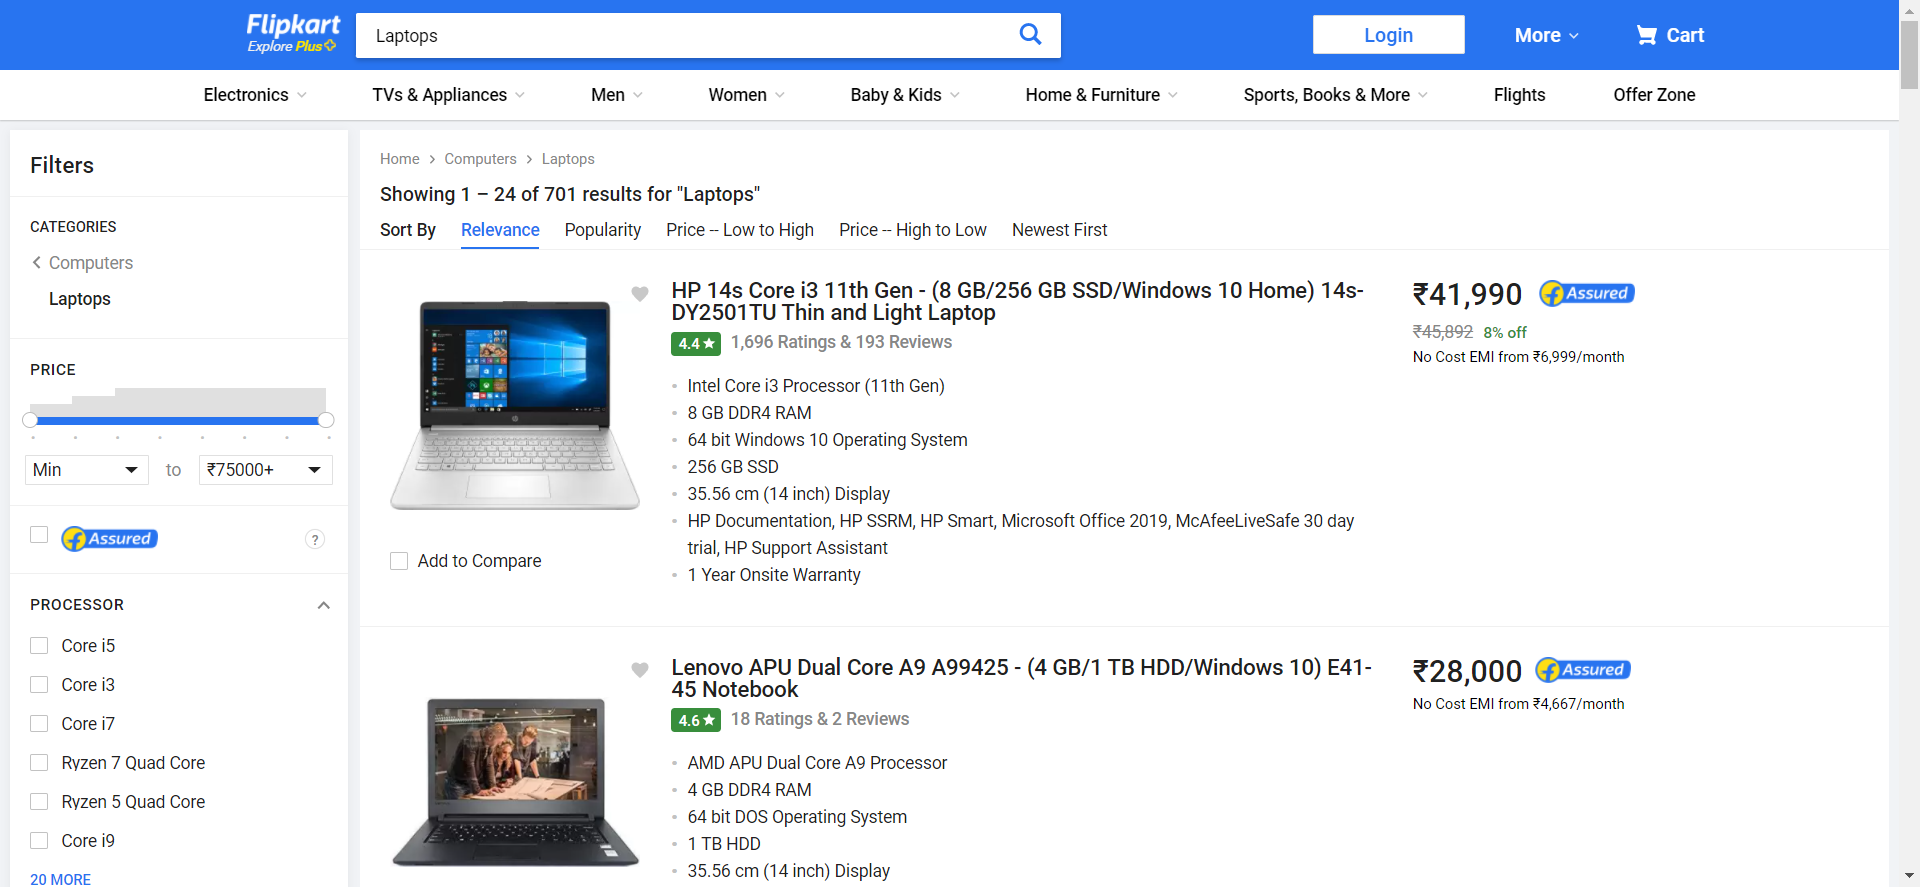 Flipkart
Explore Plus
Laptops
Login
More
Cart
Electronics
TVs & Appliances
Men
Women
Baby & Kids
Home & Furniture
Sports, Books & More
Flights
Offer Zone
Filters
CATEGORIES
Computers
Laptops
PRICE
Min
to
₹75000+
Assured
?
PROCESSOR
Core i5
Core i3
Core i7
Ryzen 7 Quad Core
Ryzen 5 Quad Core
Core i9
20 MORE
Home > Computers > Laptops
Showing 1 – 24 of 701 results for "Laptops"
Sort By Relevance Popularity Price -- Low to High Price -- High to Low Newest First
HP 14s Core i3 11th Gen - (8 GB/256 GB SSD/Windows 10 Home) 14s-
DY2501TU Thin and Light Laptop
4.4★ 1,696 Ratings & 193 Reviews
Intel Core i3 Processor (11th Gen)
8 GB DDR4 RAM
64 bit Windows 10 Operating System
256 GB SSD
35.56 cm (14 inch) Display
HP Documentation, HP SSRM, HP Smart, Microsoft Office 2019, McAfeeLiveSafe 30 day
trial, HP Support Assistant
1 Year Onsite Warranty
Add to Compare
₹41,990 Assured
₹45,892 8% off
No Cost EMI from ₹6,999/month
Lenovo APU Dual Core A9 A99425 - (4 GB/1 TB HDD/Windows 10) E41-
45 Notebook
4.6★ 18 Ratings & 2 Reviews
AMD APU Dual Core A9 Processor
4 GB DDR4 RAM
64 bit DOS Operating System
1 TB HDD
35.56 cm (14 inch) Display
₹28,000 Assured
No Cost EMI from ₹4,667/month